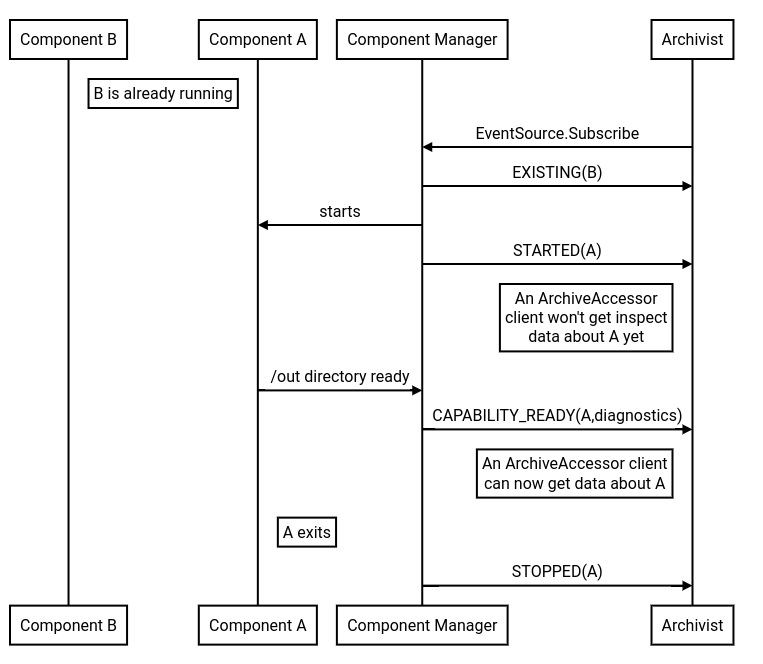 Component B
Component A
Component Manager
Archivist
B is already running
EventSource.Subscribe
EXISTING(B)
starts
STARTED(A)
An ArchiveAccessor
client won't get inspect
data about A yet
/out directory ready
CAPABILITY_READY(A,diagnostics)
An ArchiveAccessor client
can now get data about A
A exits
STOPPED(A)
Component B
Component A
Component Manager
Archivist